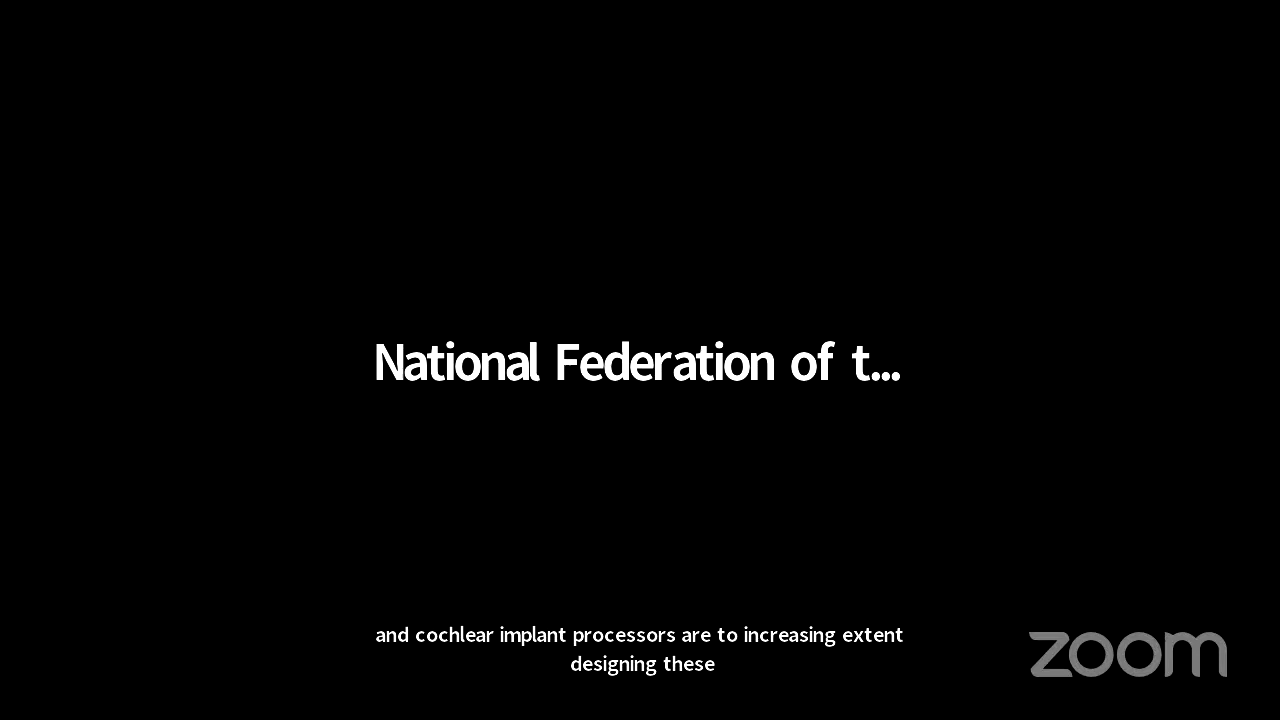 National Federation of t...
and cochlear implant processors are to increasing extent
designing these
zoom